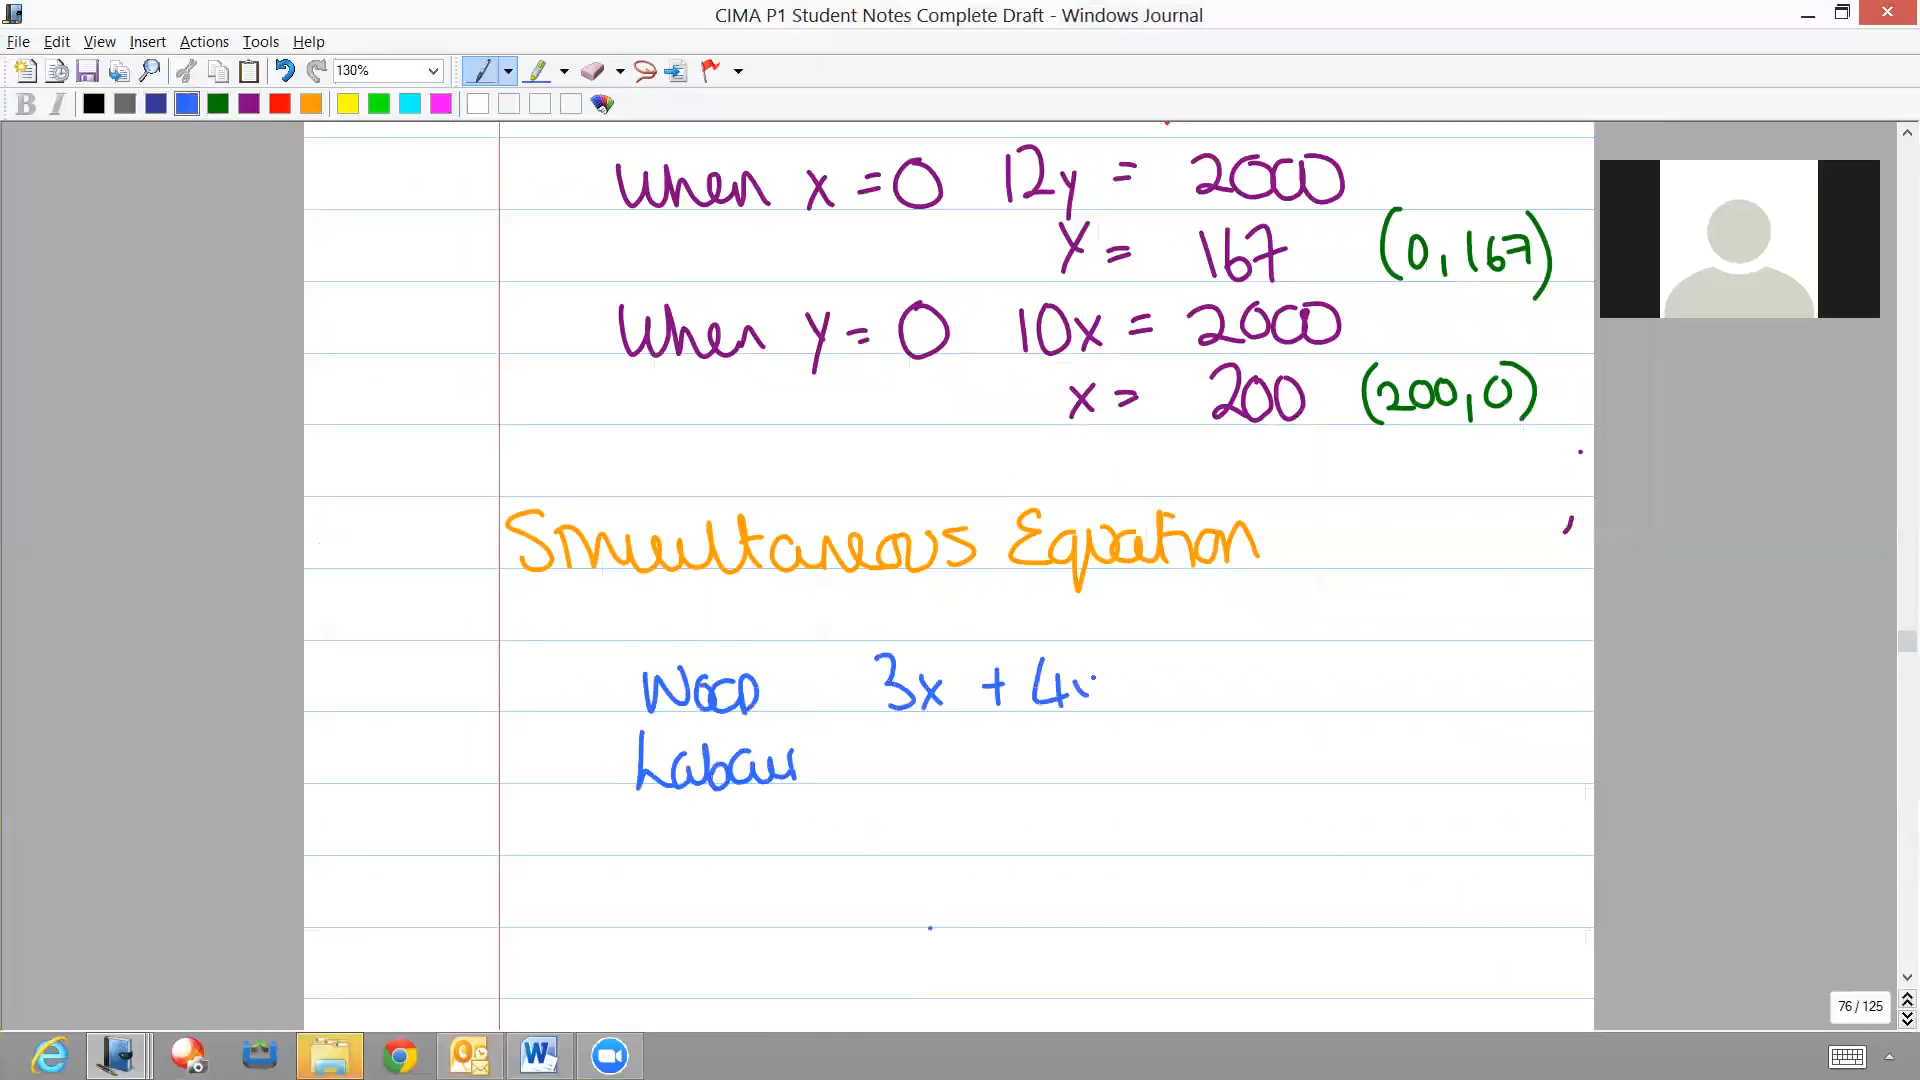 CIMA P1 Student Notes Complete Draft - Windows Journal
File Edit View Insert Actions Tools Help
130%
B I
When x = 0 12y = 2000
y = 167 (0, 167)
When y = 0 10x = 2000
x = 200 (200, 0)
Simultaneous Equation
Wood 3x + 4
Labour
76 / 125